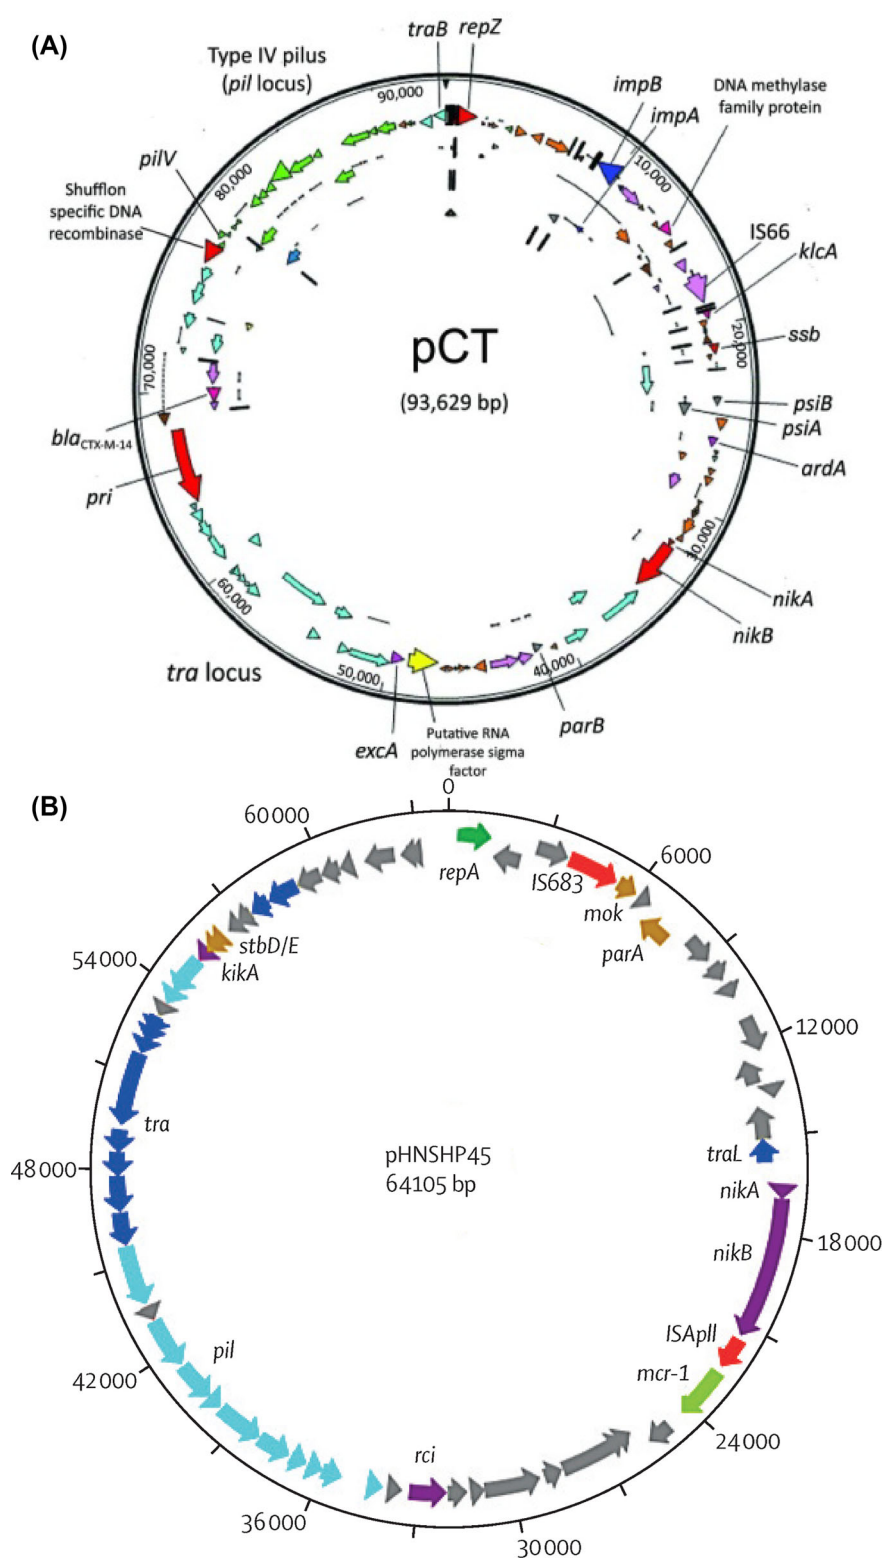 (A)
traB repZ
Type IV pilus
(pil locus)
90,000
impB
DNA methylase
family protein
impA
pilV
80,000
10,000
Shufflon
specific DNA
recombinase
IS66
klcA
pCT
20,000
ssb
70,000
(93,629 bp)
psiB
psiA
blaCTX-M-14
ardA
pri
30,000
60,000
nikA
nikB
tra locus
50,000
40,000
parB
excA
Putative RNA
polymerase sigma
factor
(B)
0
60000
6000
repA
IS683
mok
stbD/E
parA
kikA
54000
12000
tra
pHNSHP45
64105 bp
traL
48000
nikA
nikB
18000
ISApII
pil
mcr-1
42000
24000
rci
36000
30000